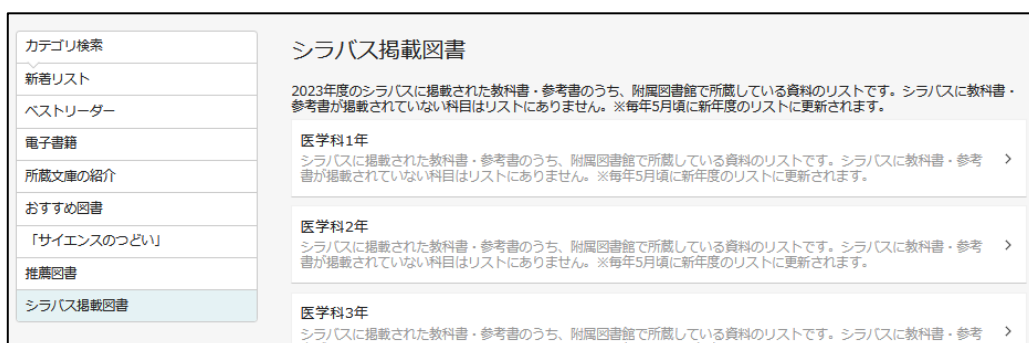 カテゴリ検索
新着リスト
ベストリーダー
電子書籍
所蔵文庫の紹介
おすすめ図書
「サイエンスのつどい」
推薦図書
シラバス掲載図書
シラバス掲載図書
2023年度のシラバスに掲載された教科書・参考書のうち、附属図書館で所蔵している資料のリストです。シラバスに教科書・
参考書が掲載されていない科目はリストにありません。※毎年5月頃に新年度のリストに更新されます。
医学科1年
シラバスに掲載された教科書・参考書のうち、附属図書館で所蔵している資料のリストです。シラバスに教科書・参考
書が掲載されていない科目はリストにありません。※毎年5月頃に新年度のリストに更新されます。
医学科2年
シラバスに掲載された教科書・参考書のうち、附属図書館で所蔵している資料のリストです。シラバスに教科書・参考
書が掲載されていない科目はリストにありません。※毎年5月頃に新年度のリストに更新されます。
医学科3年
シラバスに掲載された教科書・参考書のうち、附属図書館で所蔵している資料のリストです。シラバスに教科書・参考